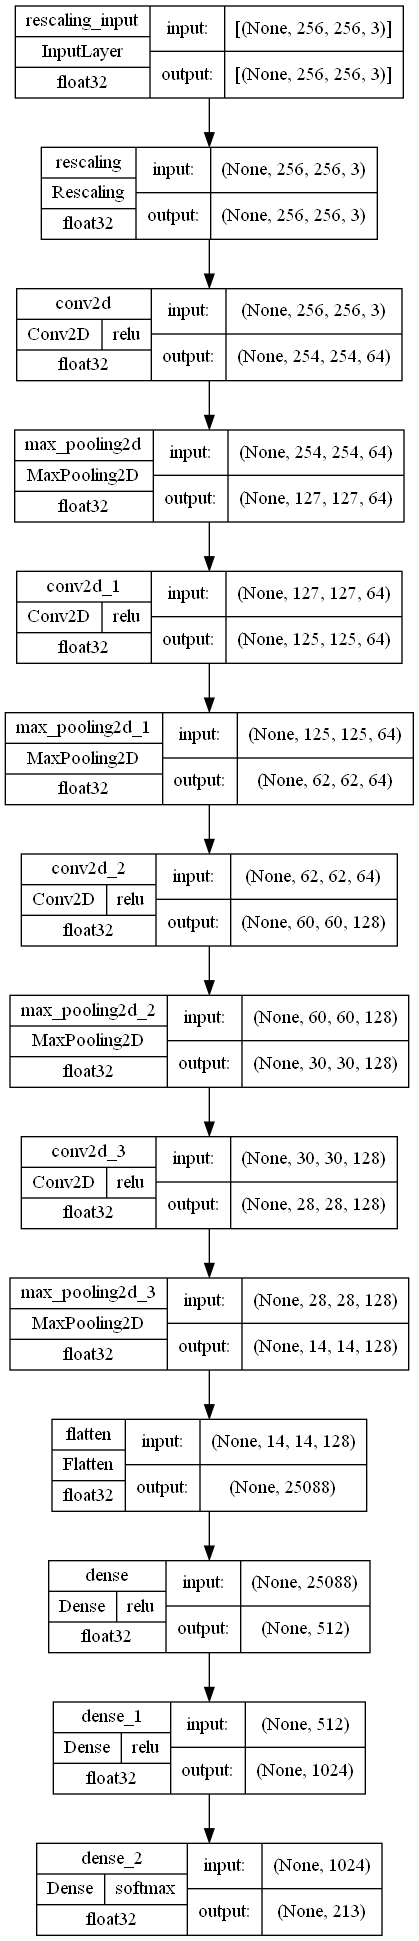 rescaling_input input: [(None, 256, 256, 3)]
InputLayer
float32 output: [(None, 256, 256, 3)]
rescaling input: (None, 256, 256, 3)
Rescaling
float32 output: (None, 256, 256, 3)
conv2d input: (None, 256, 256, 3)
Conv2D relu
float32 output: (None, 254, 254, 64)
max_pooling2d input: (None, 254, 254, 64)
MaxPooling2D
float32 output: (None, 127, 127, 64)
conv2d_1 input: (None, 127, 127, 64)
Conv2D relu
float32 output: (None, 125, 125, 64)
max_pooling2d_1 input: (None, 125, 125, 64)
MaxPooling2D
float32 output: (None, 62, 62, 64)
conv2d_2 input: (None, 62, 62, 64)
Conv2D relu
float32 output: (None, 60, 60, 128)
max_pooling2d_2 input: (None, 60, 60, 128)
MaxPooling2D
float32 output: (None, 30, 30, 128)
conv2d_3 input: (None, 30, 30, 128)
Conv2D relu
float32 output: (None, 28, 28, 128)
max_pooling2d_3 input: (None, 28, 28, 128)
MaxPooling2D
float32 output: (None, 14, 14, 128)
flatten input: (None, 14, 14, 128)
Flatten
float32 output: (None, 25088)
dense input: (None, 25088)
Dense relu
float32 output: (None, 512)
dense_1 input: (None, 512)
Dense relu
float32 output: (None, 1024)
dense_2 input: (None, 1024)
Dense softmax
float32 output: (None, 213)